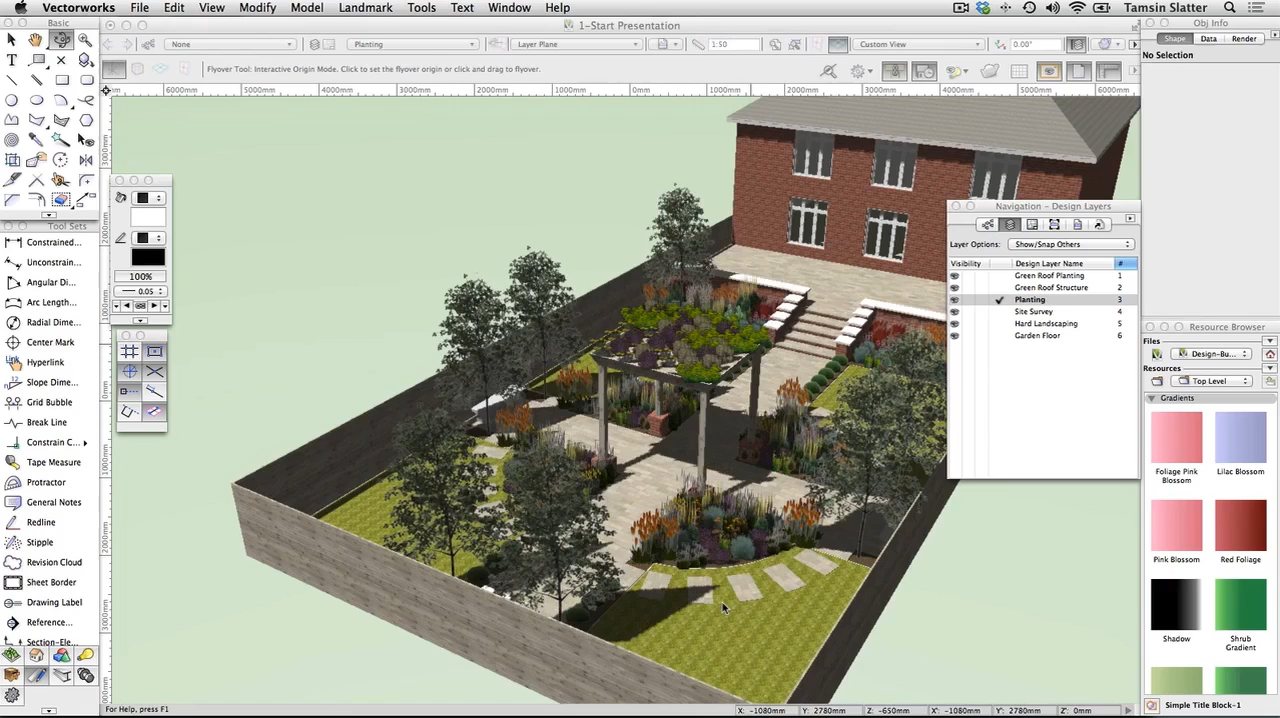 Vectorworks File Edit View Modify Model Landmark Tools Text Window Help Tamsin Slatter
Basic
1-Start Presentation
Obj Info
None
Planting
Layer Plane
1:50
Custom View
0.00°
Shape Data Render
No Selection
Flyover Tool: Interactive Origin Mode. Click to set the flyover origin or click and drag to flyover.
6000mm 5000mm 4000mm 3000mm 2000mm 1000mm 0mm 1000mm 2000mm 3000mm 4000mm 5000mm 6000mm
100%
0.05
Tool Sets
Constrained...
Unconstrain...
Angular Di...
Arc Length...
Radial Dime...
Center Mark
Hyperlink
Slope Dime...
Grid Bubble
Break Line
Constrain C...
Tape Measure
Protractor
General Notes
Redline
Stipple
Revision Cloud
Sheet Border
Drawing Label
Reference...
Section-Ele...
Navigation - Design Layers
Layer Options: Show/Snap Others
Visibility Design Layer Name #
Green Roof Planting 1
Green Roof Structure 2
Planting 3
Site Survey 4
Hard Landscaping 5
Garden Floor 6
Resource Browser
Files
Design-Bu...
Resources
Top Level
Gradients
Foliage Pink Blossom
Lilac Blossom
Pink Blossom
Red Foliage
Shadow
Shrub Gradient
Simple Title Block-1
For Help, press F1
X: -1080mm Y: 2780mm Z: -650mm X': -1080mm Y': 2780mm Z': 0mm